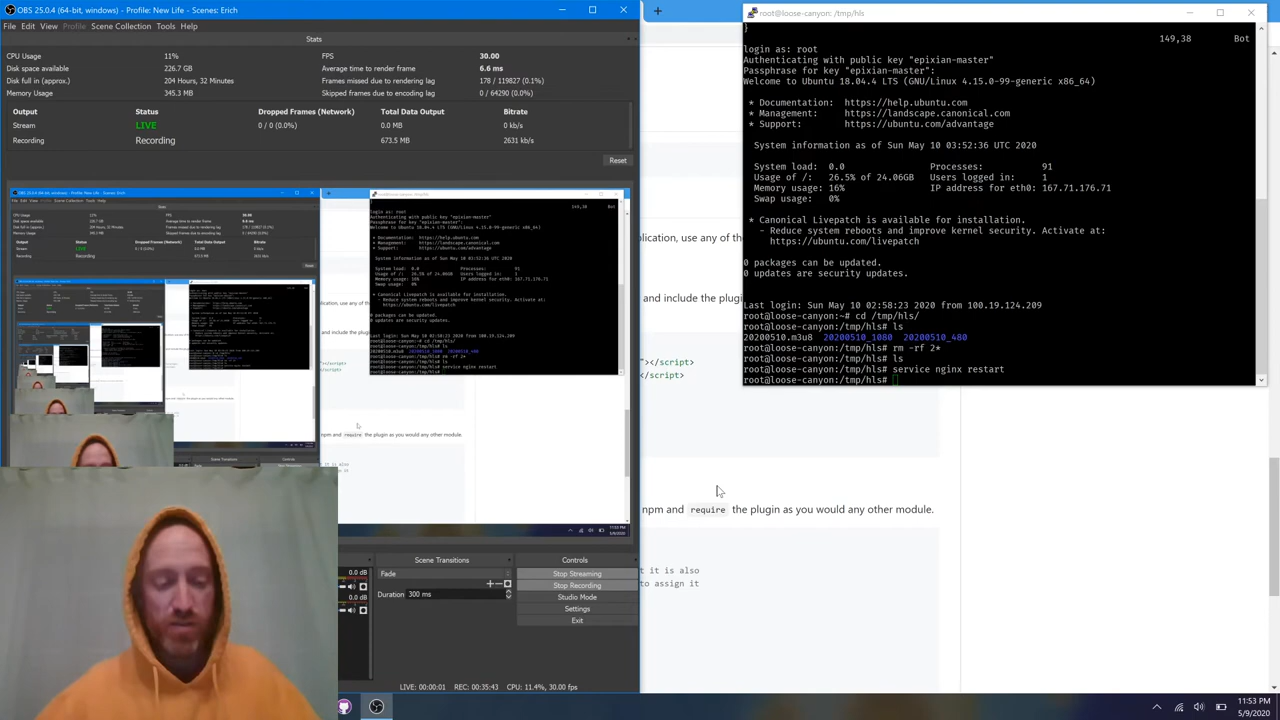 OBS 25.0.4 (64-bit, windows) - Profile: New Life - Scenes: Erich
File Edit View Profile Scene Collection Tools Help
Stats
CPU Usage 11% FPS 30.00
Disk space available 226.7 GB Average time to render frame 6.6 ms
Disk full in (approx.) 204 Hours, 32 Minutes Frames missed due to rendering lag 178 / 119827 (0.1%)
Memory Usage 345.3 MB Skipped frames due to encoding lag 0 / 64290 (0.0%)
Output Status Dropped Frames (Network) Total Data Output Bitrate
Stream LIVE 0 / 0 (0.0%) 0.0 MB 0 kb/s
Recording Recording 673.5 MB 2631 kb/s
Reset
Scene Transitions
Controls
0.0 dB
Fade
Duration 300 ms
0.0 dB
Stop Streaming
Stop Recording
Studio Mode
Settings
Exit
LIVE: 00:00:01 REC: 00:35:43 CPU: 11.4%, 30.00 fps
root@loose-canyon: /tmp/hls
}
149,38 Bot
login as: root
Authenticating with public key "epixian-master"
Passphrase for key "epixian-master":
Welcome to Ubuntu 18.04.4 LTS (GNU/Linux 4.15.0-99-generic x86_64)
* Documentation: https://help.ubuntu.com
* Management: https://landscape.canonical.com
* Support: https://ubuntu.com/advantage
System information as of Sun May 10 03:52:36 UTC 2020
System load: 0.0 Processes: 91
Usage of /: 26.5% of 24.06GB Users logged in: 1
Memory usage: 16% IP address for eth0: 167.71.176.71
Swap usage: 0%
* Canonical Livepatch is available for installation.
- Reduce system reboots and improve kernel security. Activate at:
https://ubuntu.com/livepatch
0 packages can be updated.
0 updates are security updates.
Last login: Sun May 10 02:58:23 2020 from 100.19.124.209
root@loose-canyon:~# cd /tmp/hls/
root@loose-canyon:/tmp/hls# ls
20200510.m3u8 20200510_1080 20200510_480
root@loose-canyon:/tmp/hls# rm -rf 2*
root@loose-canyon:/tmp/hls# ls
root@loose-canyon:/tmp/hls# service nginx restart
root@loose-canyon:/tmp/hls#
plication, use any of the
and include the plugin
></script>
</script>
npm and require the plugin as you would any other module.
t it is also
to assign it
11:53 PM
5/9/2020